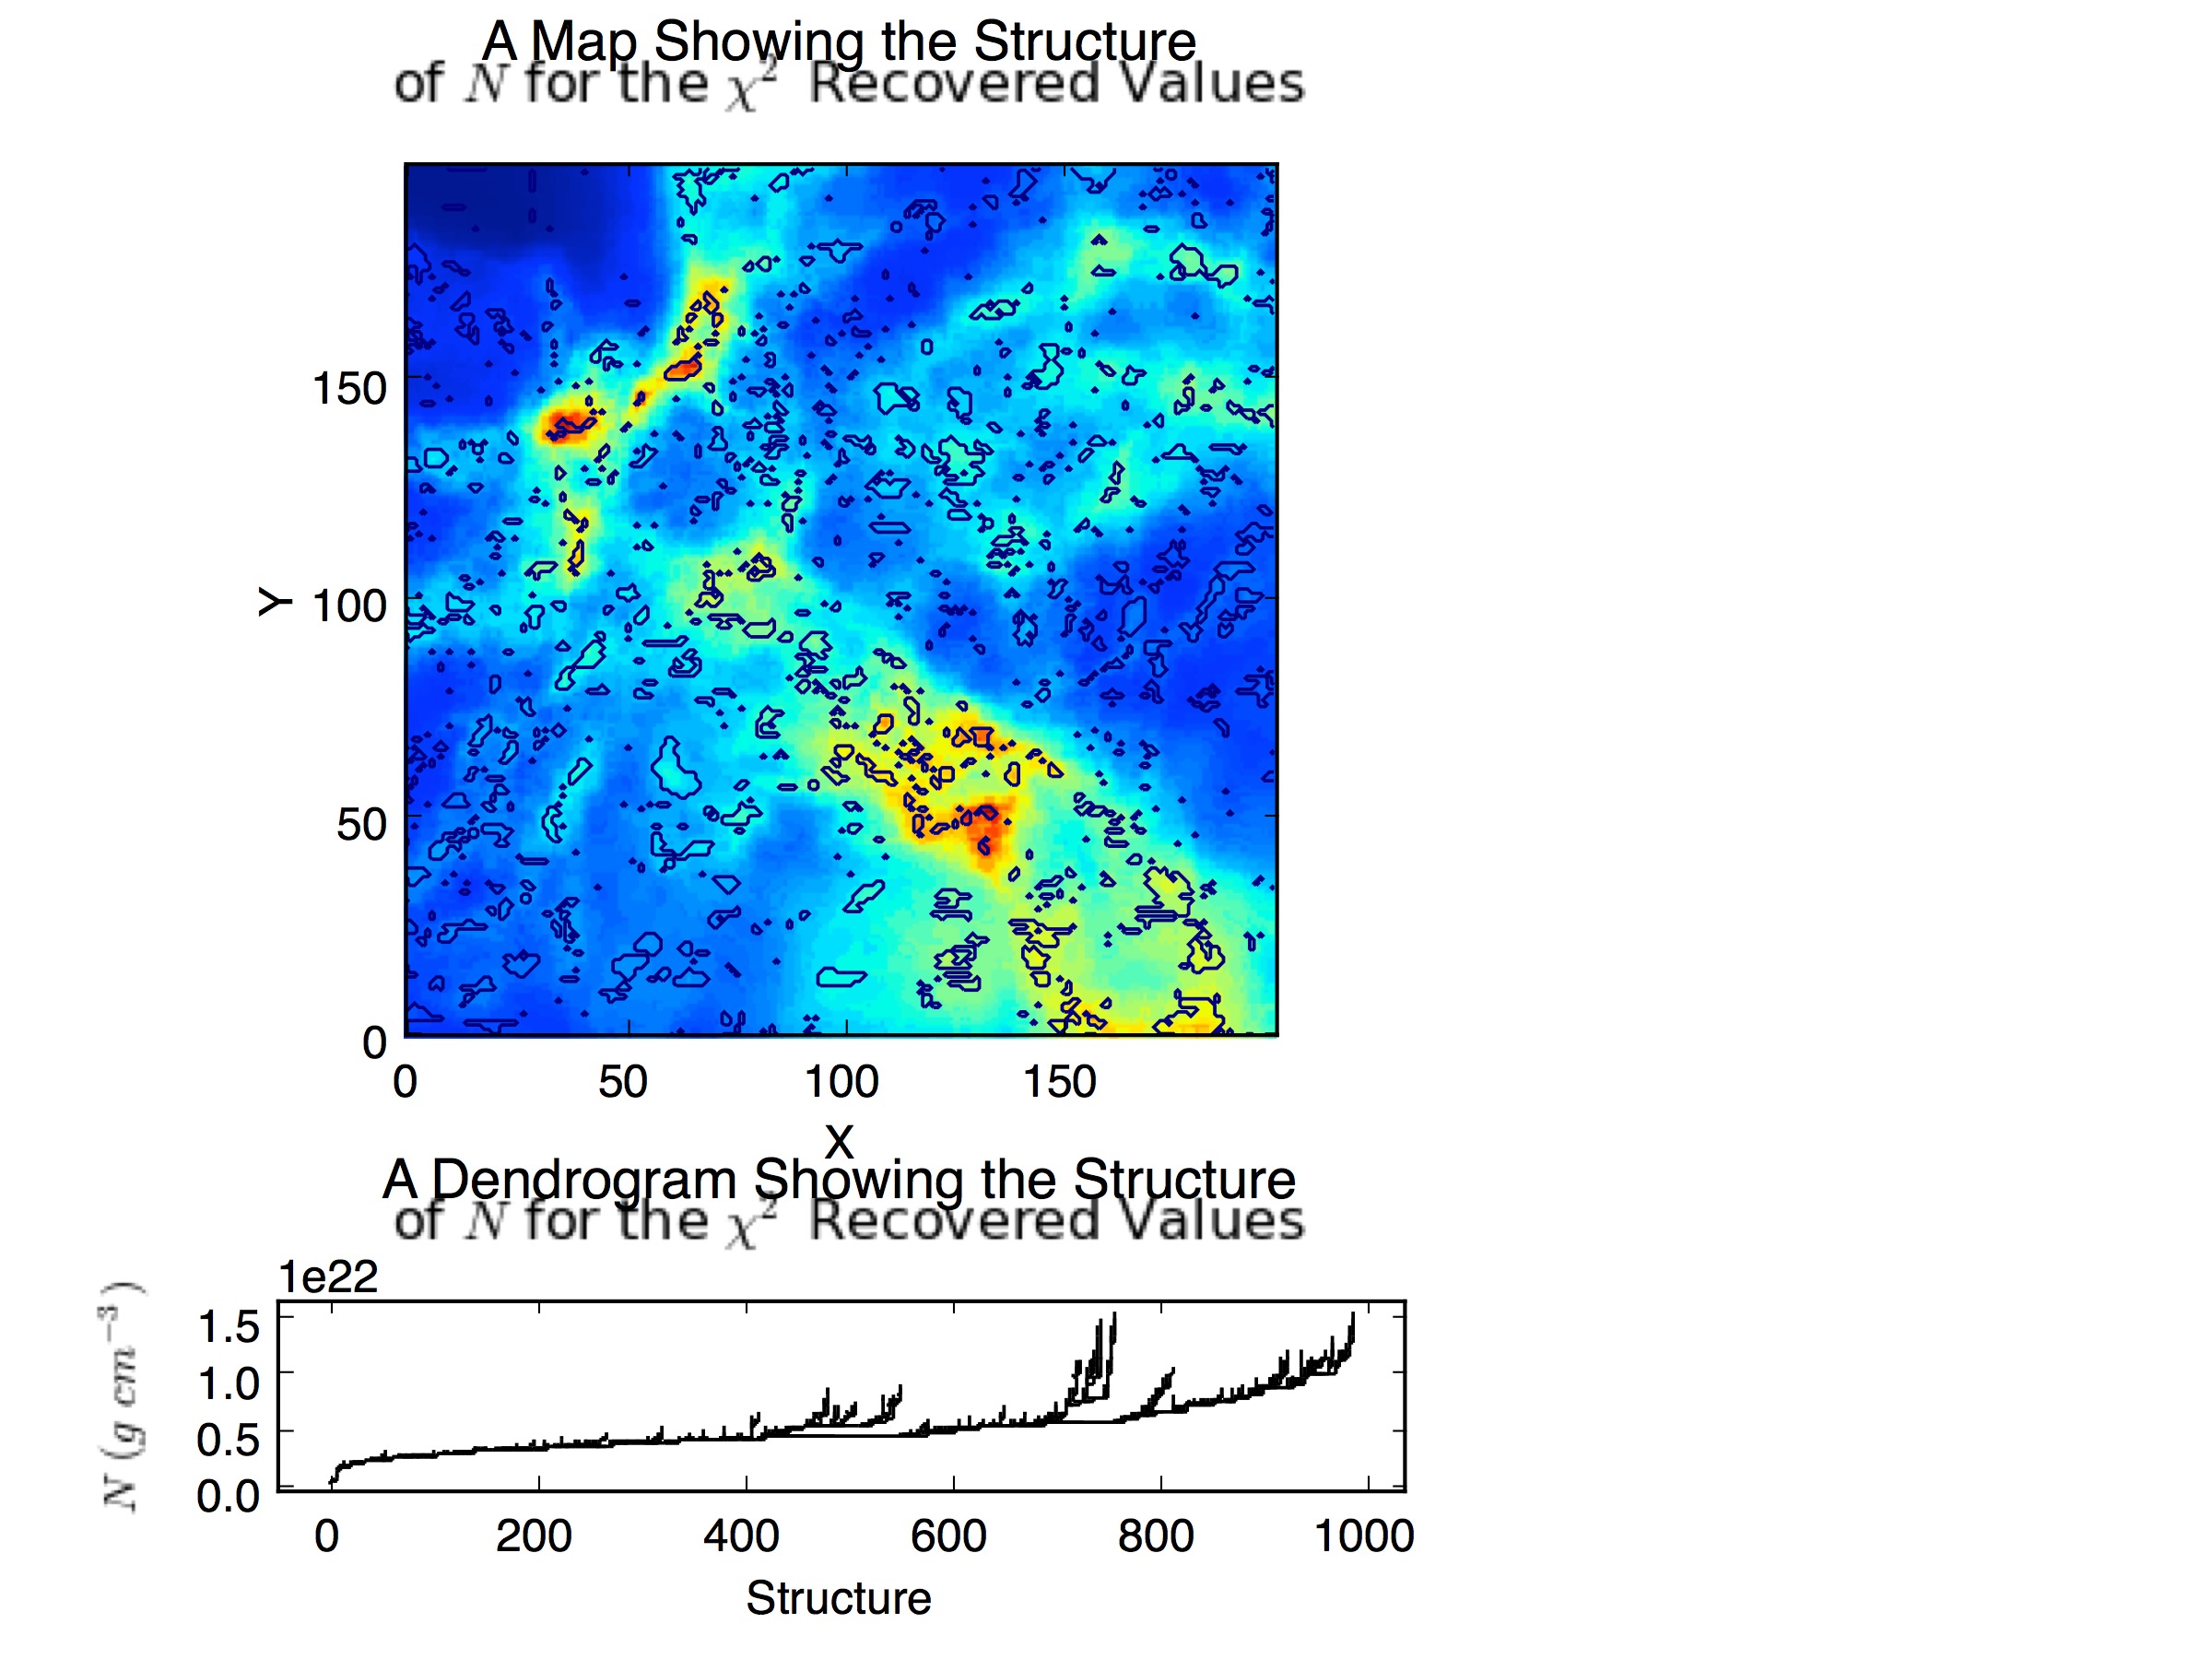 A Map Showing the Structure
of N for the χ² Recovered Values
Y
150
100
50
0
0 50 100 150
X
A Dendrogram Showing the Structure
of N for the χ² Recovered Values
1e22
N (g cm⁻³)
1.5
1.0
0.5
0.0
0 200 400 600 800 1000
Structure